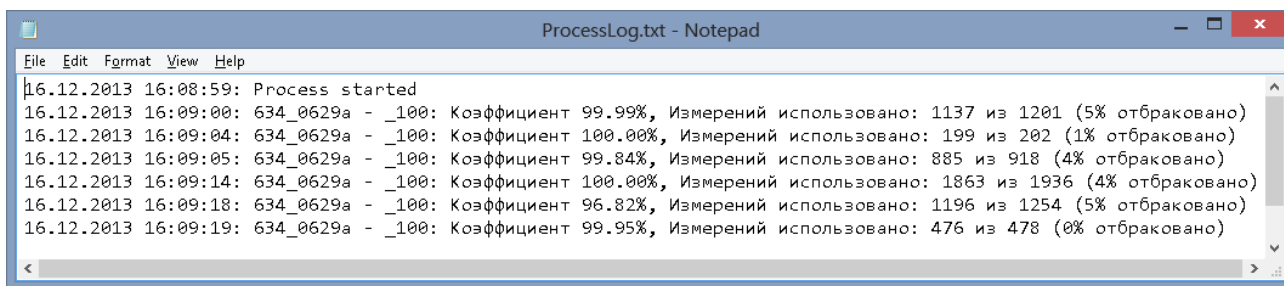 ProcessLog.txt - Notepad
File Edit Format View Help
16.12.2013 16:08:59: Process started
16.12.2013 16:09:00: 634_0629a - _100: Коэффициент 99.99%, Измерений использовано: 1137 из 1201 (5% отбраковано)
16.12.2013 16:09:04: 634_0629a - _100: Коэффициент 100.00%, Измерений использовано: 199 из 202 (1% отбраковано)
16.12.2013 16:09:05: 634_0629a - _100: Коэффициент 99.84%, Измерений использовано: 885 из 918 (4% отбраковано)
16.12.2013 16:09:14: 634_0629a - _100: Коэффициент 100.00%, Измерений использовано: 1863 из 1936 (4% отбраковано)
16.12.2013 16:09:18: 634_0629a - _100: Коэффициент 96.82%, Измерений использовано: 1196 из 1254 (5% отбраковано)
16.12.2013 16:09:19: 634_0629a - _100: Коэффициент 99.95%, Измерений использовано: 476 из 478 (0% отбраковано)